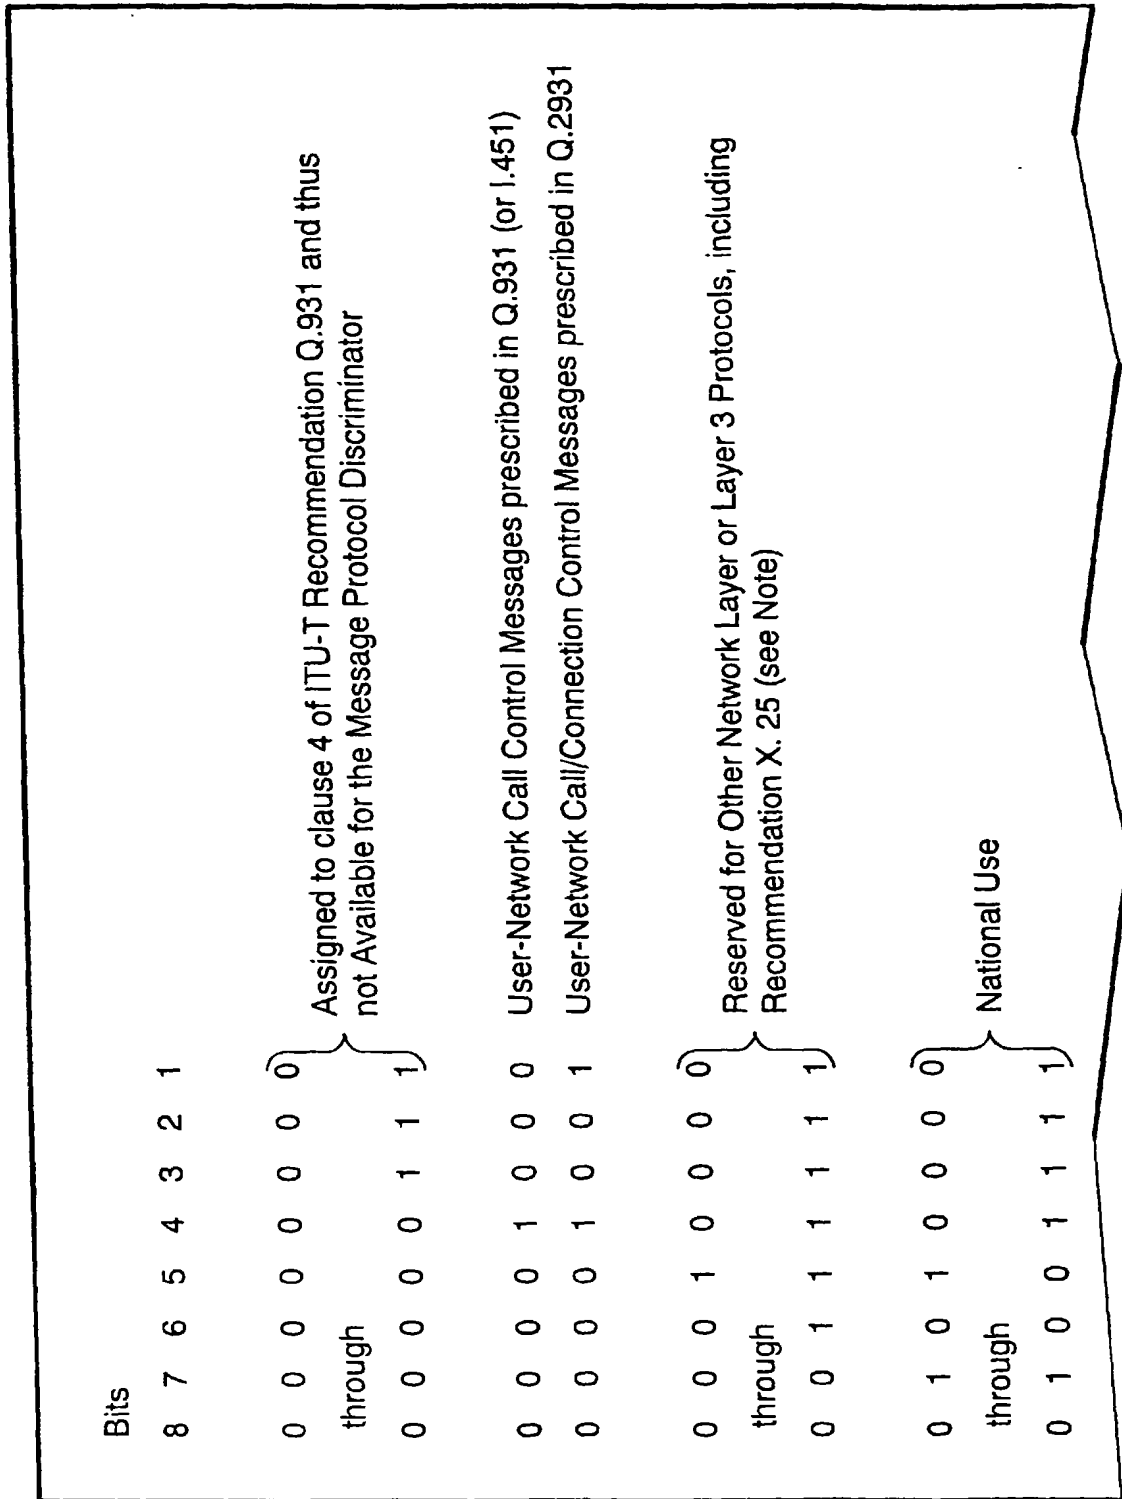 Bits
8 7 6 5 4 3 2 1
0 0 0 0 0 0 0 0
through
0 0 0 0 0 1 1 1
Assigned to clause 4 of ITU-T Recommendation Q.931 and thus
not Available for the Message Protocol Discriminator
0 0 0 0 1 0 0 0 User-Network Call Control Messages prescribed in Q.931 (or I.451)
0 0 0 0 1 0 0 1 User-Network Call/Connection Control Messages prescribed in Q.2931
0 0 0 1 0 0 0 0
through
0 0 1 1 1 1 1 1
Reserved for Other Network Layer or Layer 3 Protocols, including
Recommendation X. 25 (see Note)
0 1 0 1 0 0 0 0
through
0 1 0 0 1 1 1 1
National Use